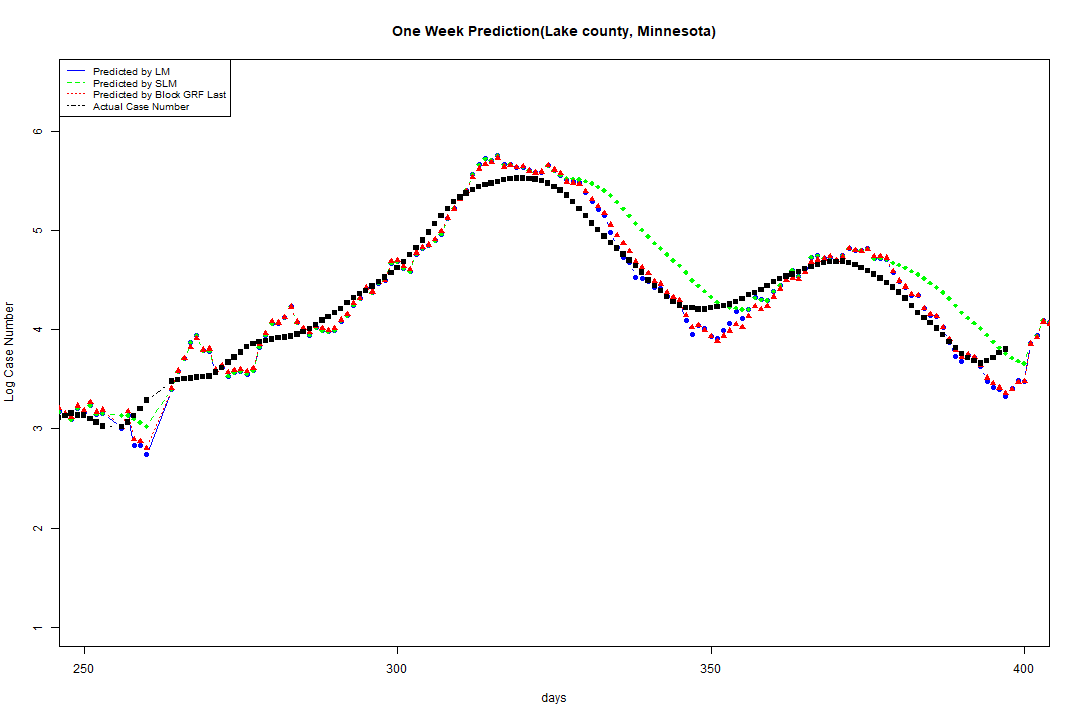 One Week Prediction(Lake county, Minnesota)
Predicted by LM
Predicted by SLM
Predicted by Block GRF Last
Actual Case Number
6
5
4
3
2
1
Log Case Number
250
300
350
400
days